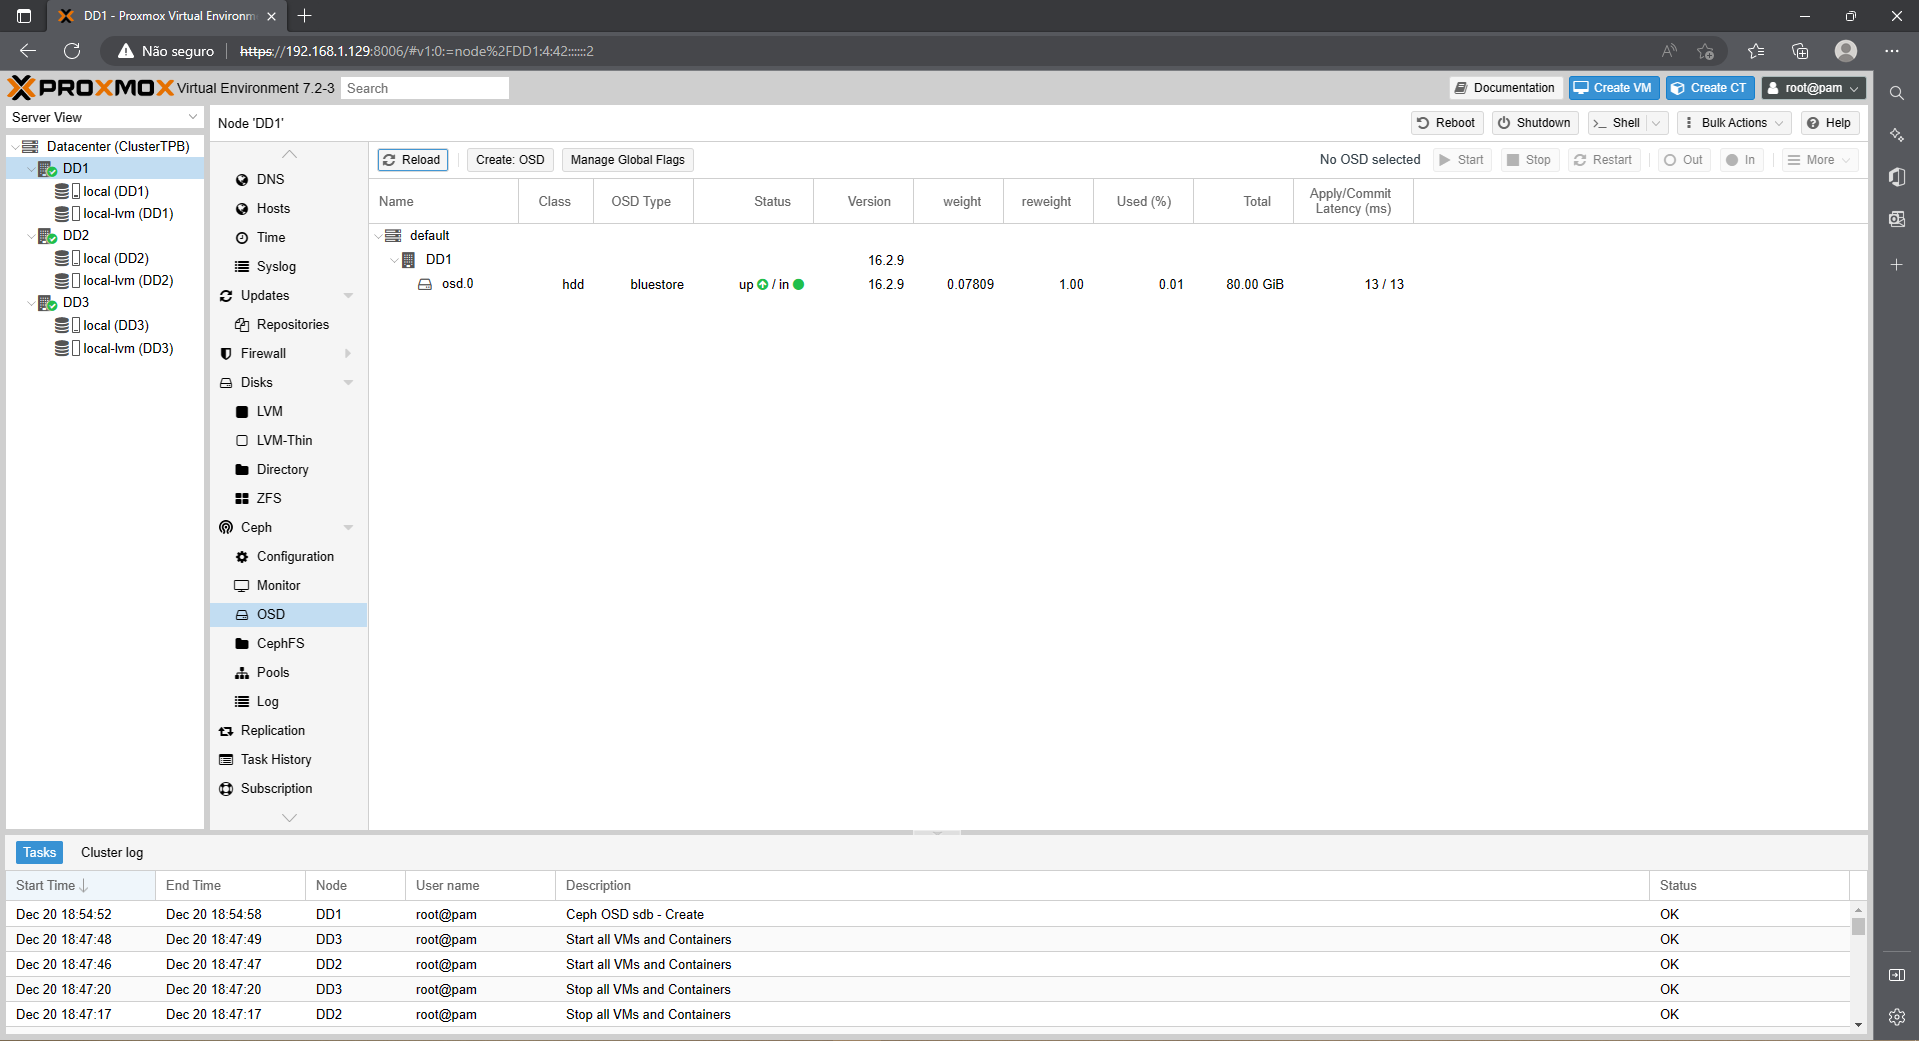 DD1 - Proxmox Virtual Environm
Não seguro
https://192.168.1.129:8006/#v1:0:=node%2FDD1:4:42::::::2
PROXMOX Virtual Environment 7.2-3
Search
Documentation
Create VM
Create CT
root@pam
Server View
Node 'DD1'
Reboot
Shutdown
>_ Shell
Bulk Actions
Help
Datacenter (ClusterTPB)
DD1
local (DD1)
local-lvm (DD1)
DD2
local (DD2)
local-lvm (DD2)
DD3
local (DD3)
local-lvm (DD3)
DNS
Hosts
Time
Syslog
Updates
Repositories
Firewall
Disks
LVM
LVM-Thin
Directory
ZFS
Ceph
Configuration
Monitor
OSD
CephFS
Pools
Log
Replication
Task History
Subscription
Reload
Create: OSD
Manage Global Flags
No OSD selected
Start
Stop
Restart
Out
In
More
Name Class OSD Type Status Version weight reweight Used (%) Total Apply/Commit
Latency (ms)
default
DD1 16.2.9
osd.0 hdd bluestore up / in 16.2.9 0.07809 1.00 0.01 80.00 GiB 13 / 13
Tasks
Cluster log
Start Time End Time Node User name Description Status
Dec 20 18:54:52 Dec 20 18:54:58 DD1 root@pam Ceph OSD sdb - Create OK
Dec 20 18:47:48 Dec 20 18:47:49 DD3 root@pam Start all VMs and Containers OK
Dec 20 18:47:46 Dec 20 18:47:47 DD2 root@pam Start all VMs and Containers OK
Dec 20 18:47:20 Dec 20 18:47:20 DD3 root@pam Stop all VMs and Containers OK
Dec 20 18:47:17 Dec 20 18:47:17 DD2 root@pam Stop all VMs and Containers OK